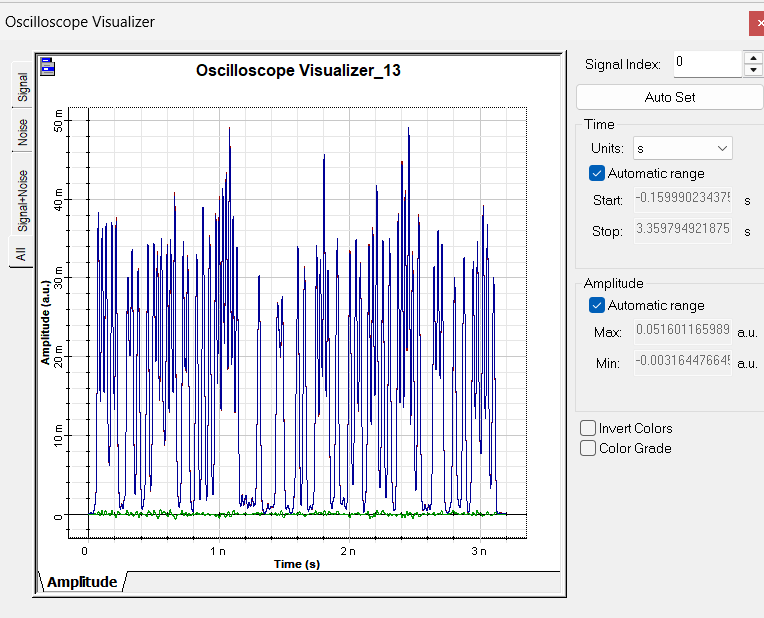 Oscilloscope Visualizer
×
Signal
Noise
Signal+Noise
All
Oscilloscope Visualizer_13
Amplitude (a.u.)
50 m
40 m
30 m
20 m
10 m
0
0 1 n 2 n 3 n
Time (s)
Amplitude
Signal Index: 0
Auto Set
Time
Units: s
Automatic range
Start: -0.15999023437 s
Stop: 3.359794921875 s
Amplitude
Automatic range
Max: 0.051601165989 a.u.
Min: -0.00316447664 a.u.
Invert Colors
Color Grade